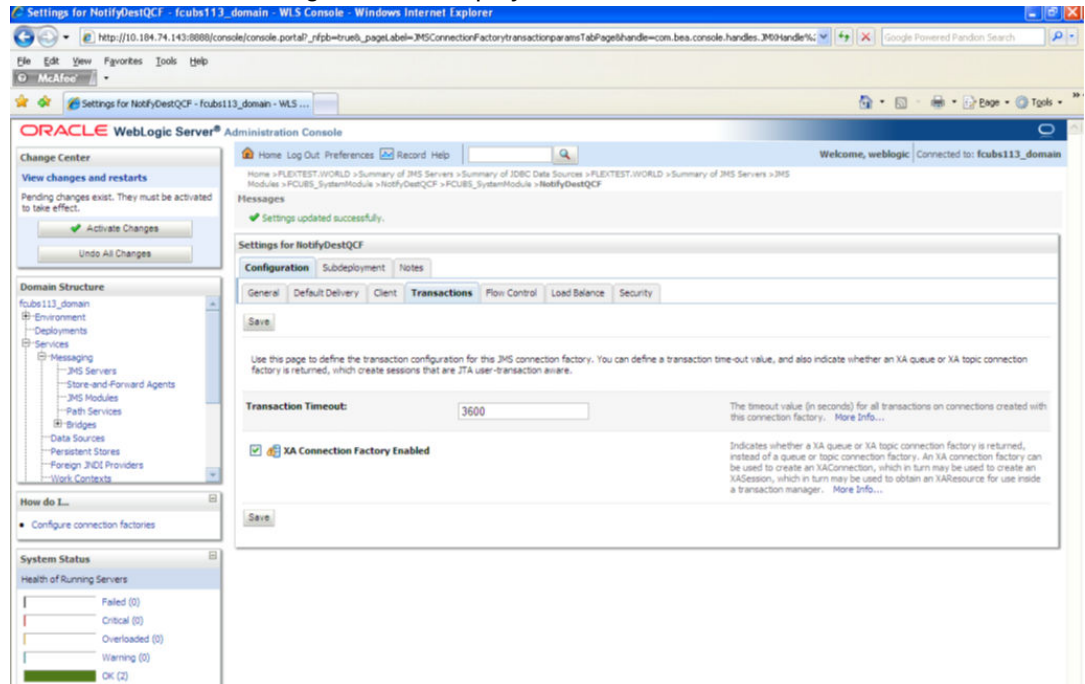 Settings for NotifyDestQCF - fcubs113_domain - WLS Console - Windows Internet Explorer
http://10.184.74.143:8888/console/console.portal?_nfpb=true&_pageLabel=JMSConnectionFactorytransactionparamsTabPage&handle=com.bea.console.handles.JMXHandle%
Google Powered Pandion Search
File Edit View Favorites Tools Help
McAfee
Settings for NotifyDestQCF - fcubs113_domain - WLS ...
Page Tools
ORACLE WebLogic Server® Administration Console
Change Center
View changes and restarts
Pending changes exist. They must be activated
to take effect.
Activate Changes
Undo All Changes
Domain Structure
fcubs113_domain
Environment
Deployments
Services
Messaging
JMS Servers
Store-and-Forward Agents
JMS Modules
Path Services
Bridges
Data Sources
Persistent Stores
Foreign JNDI Providers
Work Contexts
How do I...
Configure connection factories
System Status
Health of Running Servers
Failed (0)
Critical (0)
Overloaded (0)
Warning (0)
OK (2)
Home Log Out Preferences Record Help
Welcome, weblogic Connected to: fcubs113_domain
Home >FLEXTEST.WORLD >Summary of JMS Servers >Summary of JDBC Data Sources >FLEXTEST.WORLD >Summary of JMS Servers >JMS
Modules >FCUBS_SystemModule >NotifyDestQCF >FCUBS_SystemModule >NotifyDestQCF
Messages
Settings updated successfully.
Settings for NotifyDestQCF
Configuration Subdeployment Notes
General Default Delivery Client Transactions Flow Control Load Balance Security
Save
Use this page to define the transaction configuration for this JMS connection factory. You can define a transaction time-out value, and also indicate whether an XA queue or XA topic connection
factory is returned, which create sessions that are JTA user-transaction aware.
Transaction Timeout:
3600
The timeout value (in seconds) for all transactions on connections created with
this connection factory. More Info...
XA Connection Factory Enabled
Indicates whether a XA queue or XA topic connection factory is returned,
instead of a queue or topic connection factory. An XA connection factory can
be used to create an XAConnection, which in turn may be used to create an
XASession, which in turn may be used to obtain an XAResource for use inside
a transaction manager. More Info...
Save